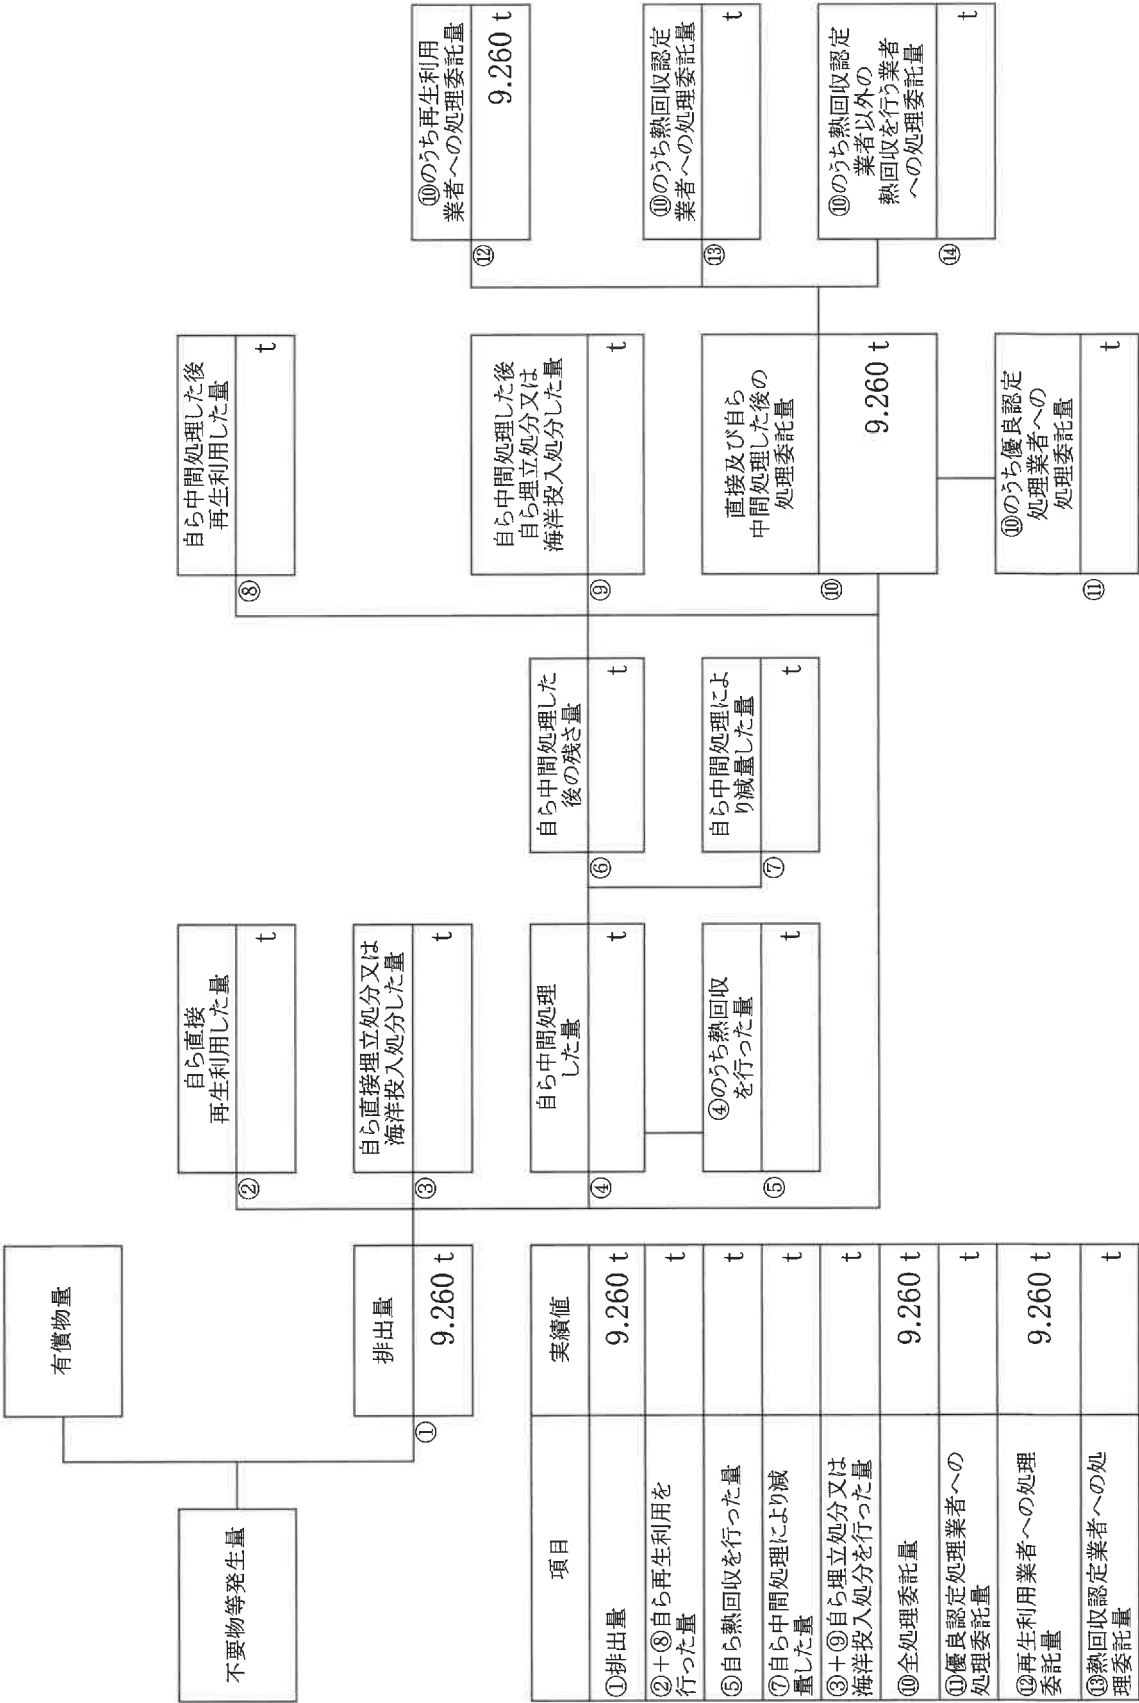 不要物等発生量
有償物量
①
排出量
9.260 t
②
自ら直接
再生利用した量
t
③
自ら直接埋立処分又は
海洋投入処分した量
t
④
自ら中間処理
した量
t
⑤
④のうち熱回収
を行った量
t
⑥
自ら中間処理した
後の残さ量
t
⑦
自ら中間処理によ
り減量した量
t
⑧
自ら中間処理した後
再生利用した量
t
⑨
自ら中間処理した後
自ら埋立処分又は
海洋投入処分した量
t
⑩
直接及び自ら
中間処理した後の
処理委託量
9.260 t
⑪
⑩のうち優良認定
処理業者への
処理委託量
t
⑫
⑩のうち再生利用
業者への処理委託量
9.260 t
⑬
⑩のうち熱回収認定
業者への処理委託量
t
⑭
⑩のうち熱回収認定
業者以外の
熱回収を行う業者
への処理委託量
t
項目 実績値
①排出量 9.260 t
②+⑧自ら再生利用を
行った量
t
⑤自ら熱回収を行った量 t
⑦自ら中間処理により減
量した量
t
③+⑨自ら埋立処分又は
海洋投入処分を行った量
t
⑩全処理委託量 9.260 t
⑪優良認定処理業者への
処理委託量
t
⑫再生利用業者への処理
委託量
9.260 t
⑬熱回収認定業者への処
理委託量
t